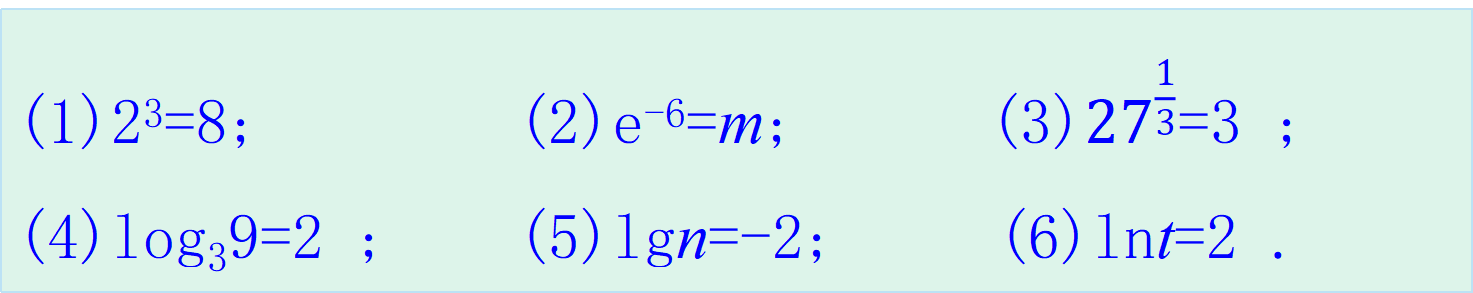 (1)2³=8； (2)e⁻⁶=m； (3)27^{1/3}=3 ；
(4)log₃9=2 ； (5)lgn=−2； (6)lnt=2 .